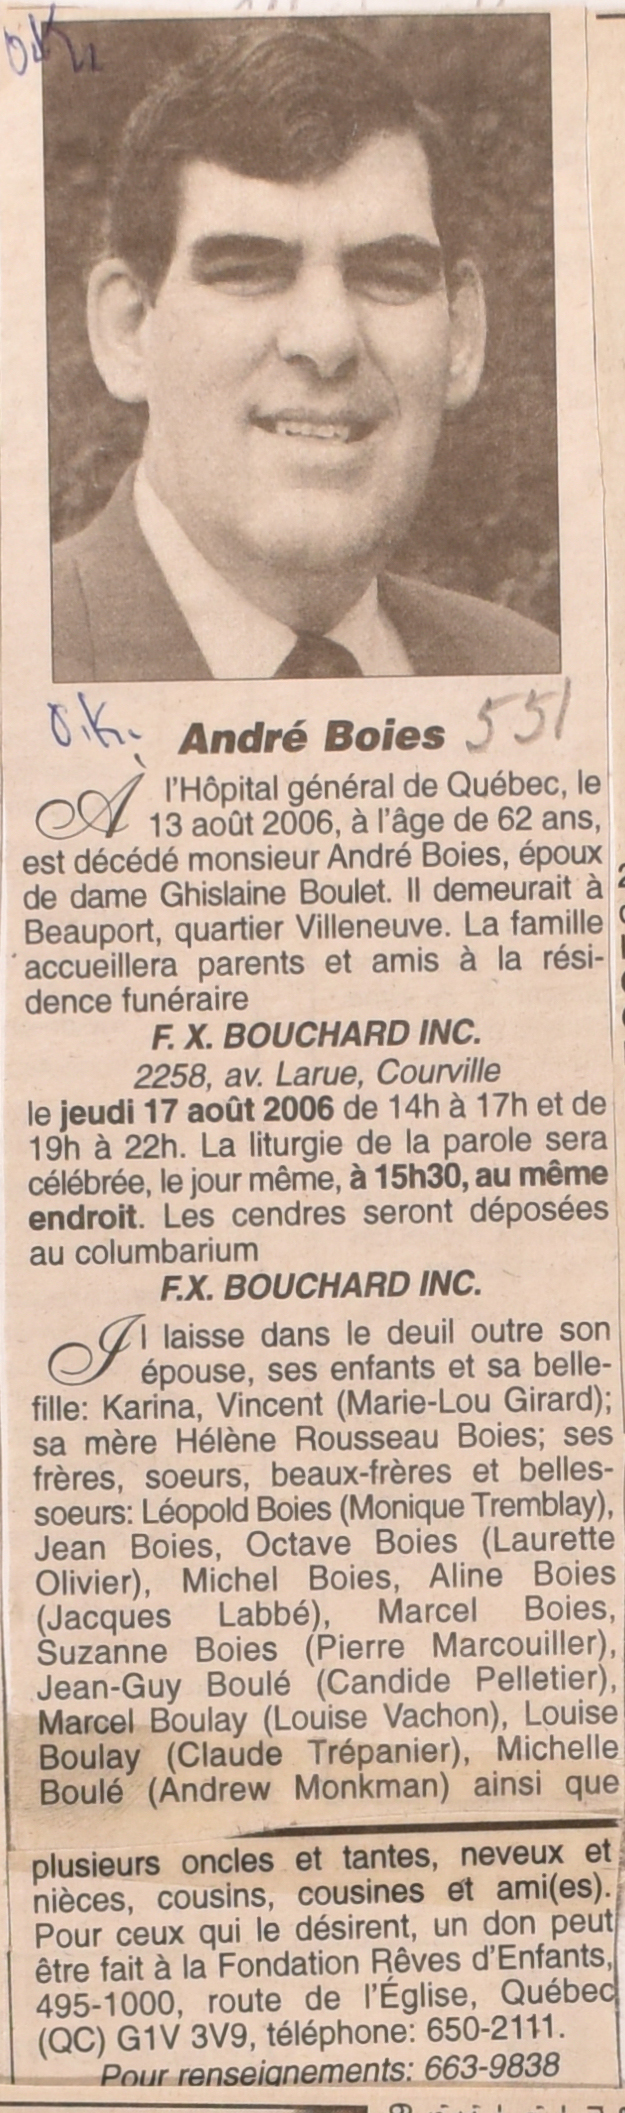 O.K.
O.K. André Boies 551
À l'Hôpital général de Québec, le
13 août 2006, à l'âge de 62 ans,
est décédé monsieur André Boies, époux
de dame Ghislaine Boulet. Il demeurait à
Beauport, quartier Villeneuve. La famille
accueillera parents et amis à la rési-
dence funéraire
F. X. BOUCHARD INC.
2258, av. Larue, Courville
le jeudi 17 août 2006 de 14h à 17h et de
19h à 22h. La liturgie de la parole sera
célébrée, le jour même, à 15h30, au même
endroit. Les cendres seront déposées
au columbarium
F.X. BOUCHARD INC.
Il laisse dans le deuil outre son
épouse, ses enfants et sa belle-
fille: Karina, Vincent (Marie-Lou Girard);
sa mère Hélène Rousseau Boies; ses
frères, soeurs, beaux-frères et belles-
soeurs: Léopold Boies (Monique Tremblay),
Jean Boies, Octave Boies (Laurette
Olivier), Michel Boies, Aline Boies
(Jacques Labbé), Marcel Boies,
Suzanne Boies (Pierre Marcouiller),
Jean-Guy Boulé (Candide Pelletier),
Marcel Boulay (Louise Vachon), Louise
Boulay (Claude Trépanier), Michelle
Boulé (Andrew Monkman) ainsi que
plusieurs oncles et tantes, neveux et
nièces, cousins, cousines et ami(es).
Pour ceux qui le désirent, un don peut
être fait à la Fondation Rêves d'Enfants,
495-1000, route de l'Église, Québec
(QC) G1V 3V9, téléphone: 650-2111.
Pour renseignements: 663-9838